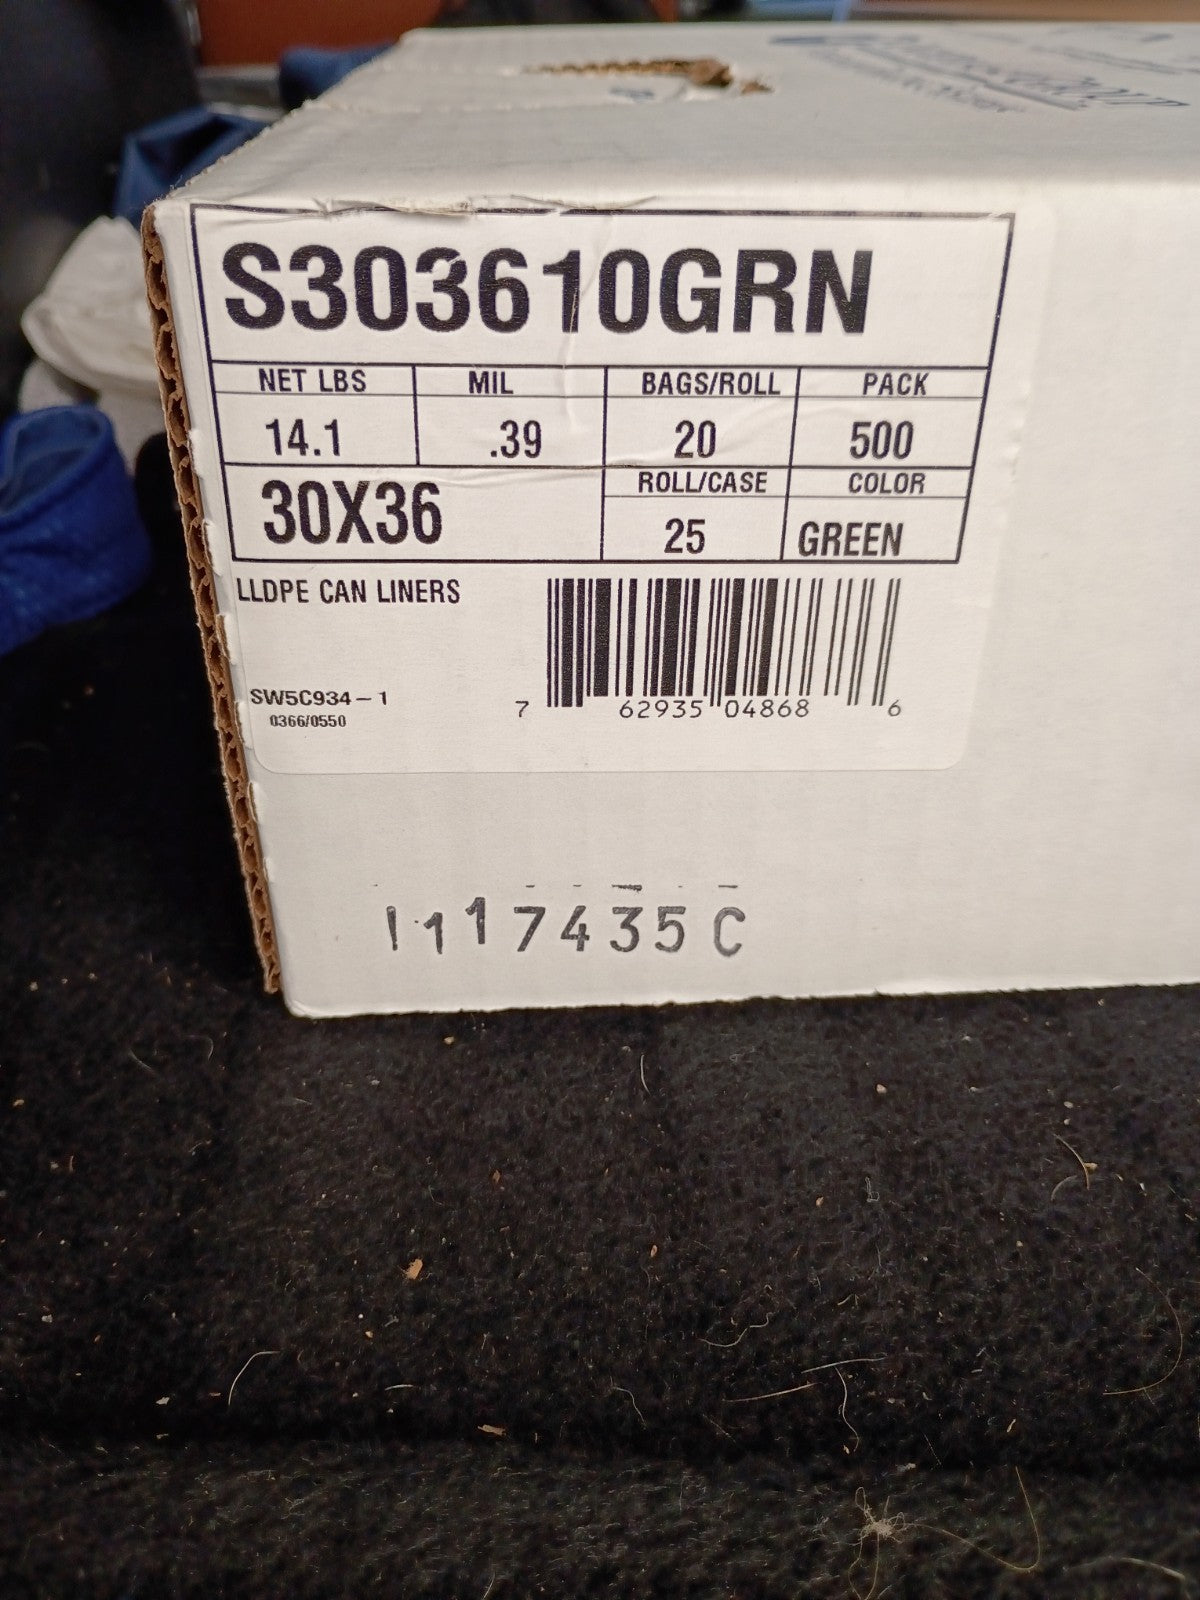 S303610GRN
NET LBS MIL BAGS/ROLL PACK
14.1 .39 20 500
30X36 ROLL/CASE COLOR
25 GREEN
LLDPE CAN LINERS
SW5C934-1
0366/0550
7 62935 04868 6
1117435C